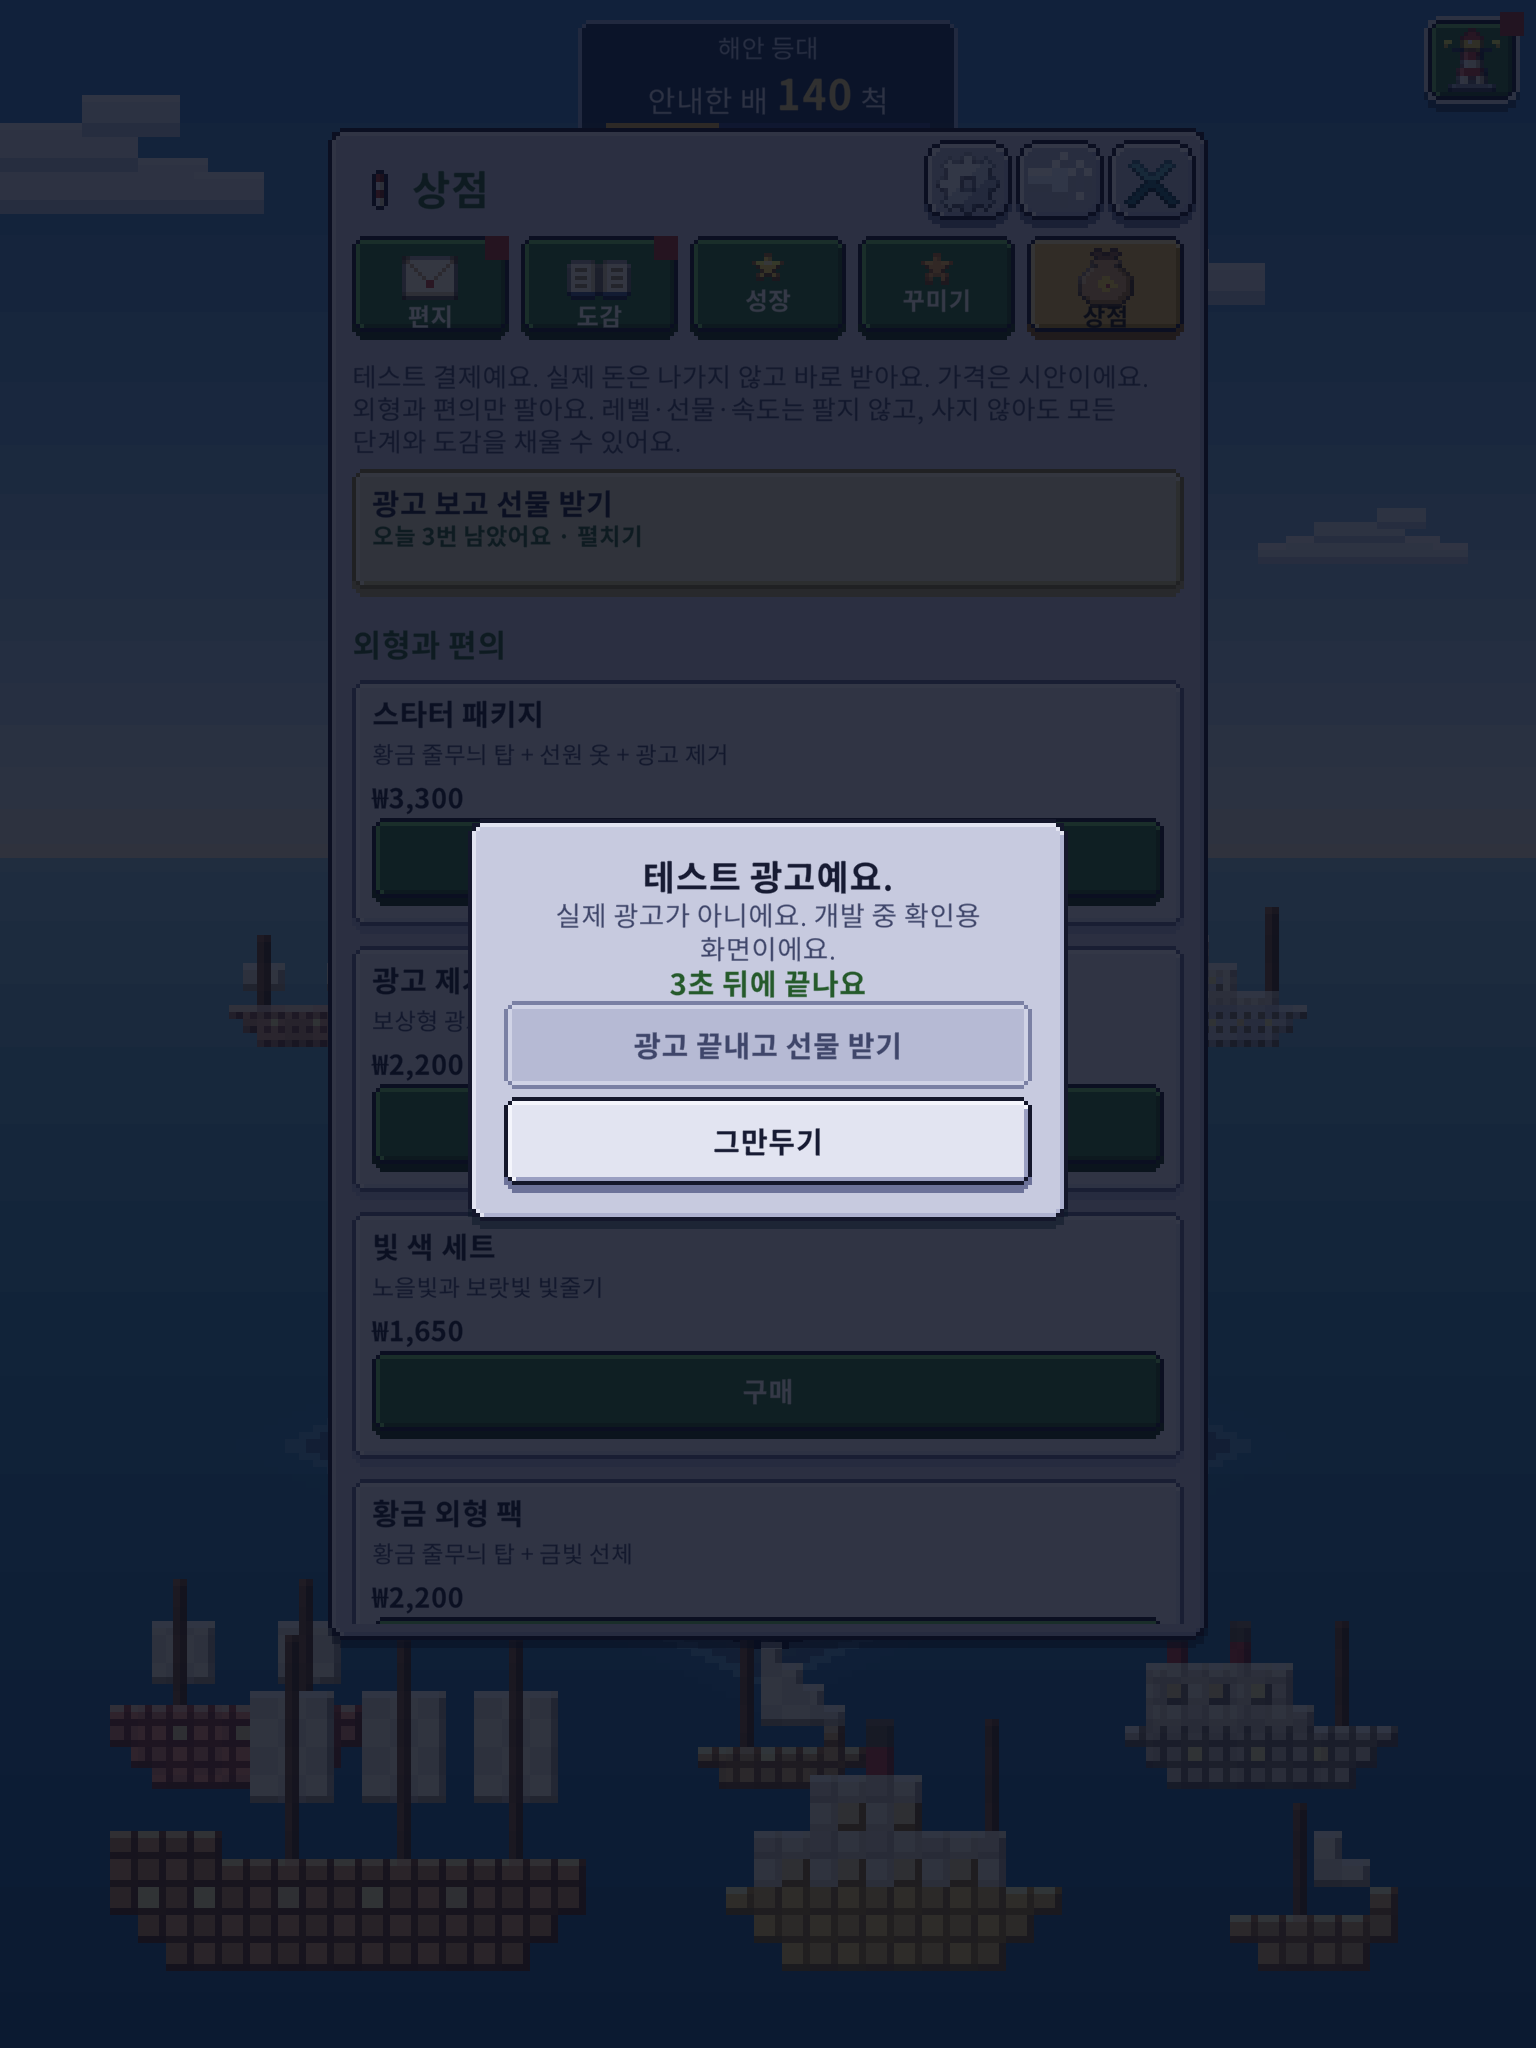 해안 등대
안내한 배 140 척
상점
편지
도감
성장
꾸미기
상점
테스트 결제예요. 실제 돈은 나가지 않고 바로 받아요. 가격은 시안이에요.
외형과 편의만 팔아요. 레벨·선물·속도는 팔지 않고, 사지 않아도 모든
단계와 도감을 채울 수 있어요.
광고 보고 선물 받기
오늘 3번 남았어요 · 펼치기
외형과 편의
스타터 패키지
황금 줄무늬 탑 + 선원 옷 + 광고 제거
₩3,300
테스트 광고예요.
실제 광고가 아니에요. 개발 중 확인용
화면이에요.
3초 뒤에 끝나요
광고 끝내고 선물 받기
그만두기
광고
보상형 광
₩2,200
빛 색 세트
노을빛과 보랏빛 빛줄기
₩1,650
구매
황금 외형 팩
황금 줄무늬 탑 + 금빛 선체
₩2,200